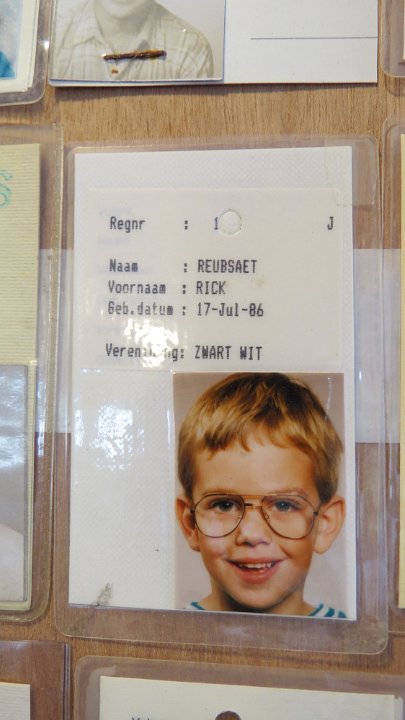 Regnr : 1 J
Naam : REUBSAET
Voornaam : RICK
Geb.datum : 17-Jul-86
: ZWART WIT